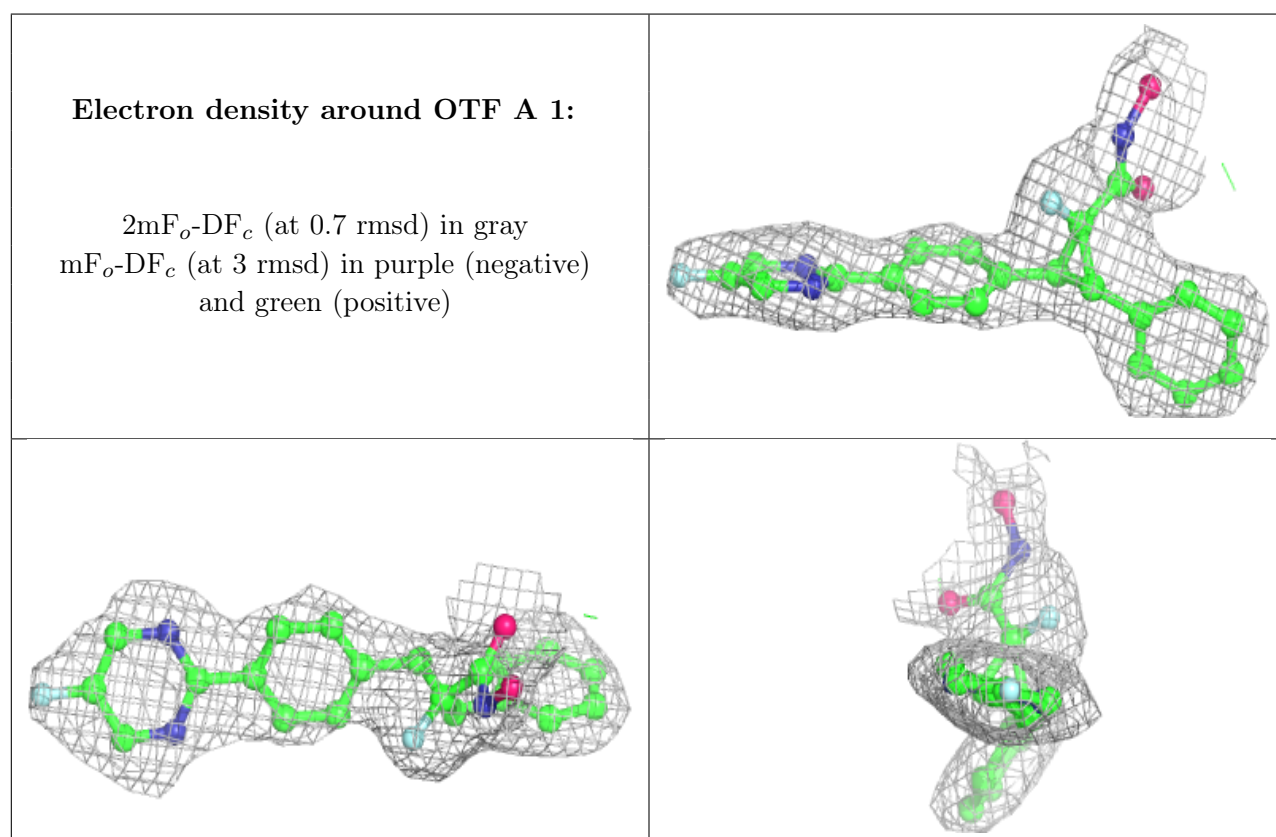 Electron density around OTF A 1:
2mFₒ-DF𝒸 (at 0.7 rmsd) in gray
mFₒ-DF𝒸 (at 3 rmsd) in purple (negative)
and green (positive)